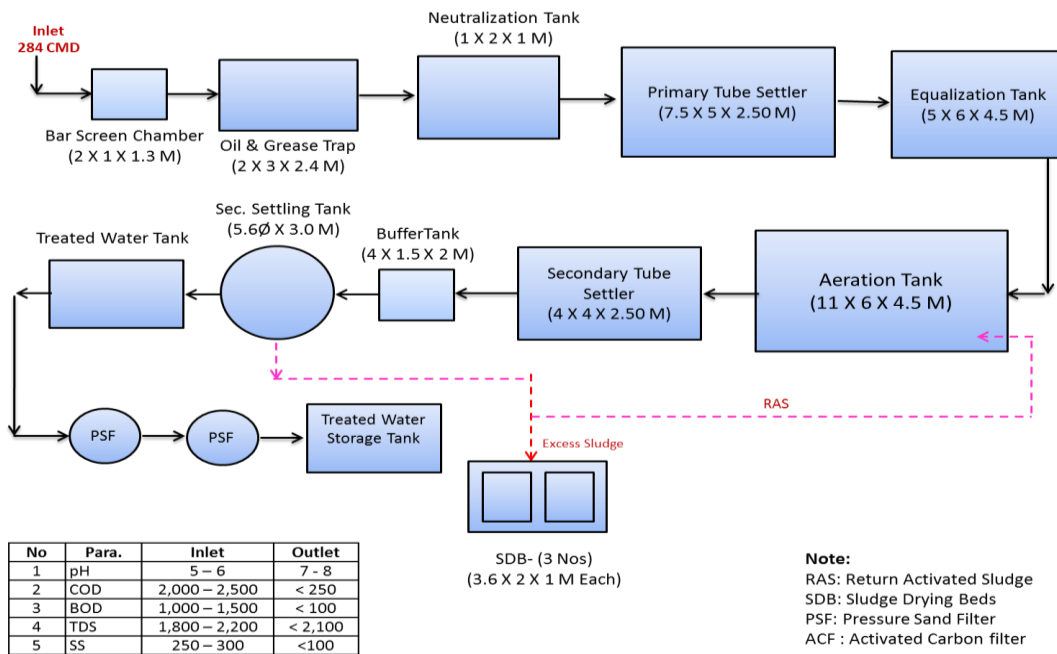 Inlet
284 CMD
Bar Screen Chamber
(2 X 1 X 1.3 M)
Oil & Grease Trap
(2 X 3 X 2.4 M)
Neutralization Tank
(1 X 2 X 1 M)
Primary Tube Settler
(7.5 X 5 X 2.50 M)
Equalization Tank
(5 X 6 X 4.5 M)
Treated Water Tank
Sec. Settling Tank
(5.6Ø X 3.0 M)
BufferTank
(4 X 1.5 X 2 M)
Secondary Tube
Settler
(4 X 4 X 2.50 M)
Aeration Tank
(11 X 6 X 4.5 M)
RAS
PSF
PSF
Treated Water
Storage Tank
Excess Sludge
SDB- (3 Nos)
(3.6 X 2 X 1 M Each)
No Para. Inlet Outlet
1 pH 5 – 6 7 - 8
2 COD 2,000 – 2,500 < 250
3 BOD 1,000 – 1,500 < 100
4 TDS 1,800 – 2,200 < 2,100
5 SS 250 – 300 <100
Note:
RAS: Return Activated Sludge
SDB: Sludge Drying Beds
PSF: Pressure Sand Filter
ACF : Activated Carbon filter